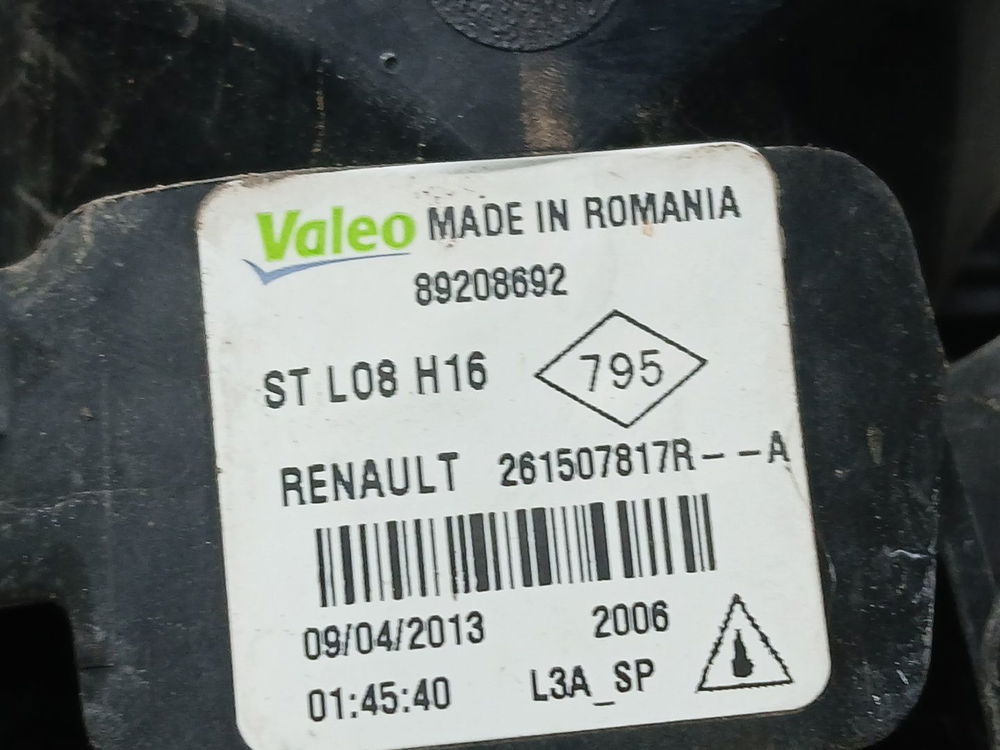 Valeo MADE IN ROMANIA
89208692
ST L08 H16
795
RENAULT 261507817R--A
09/04/2013 2006
01:45:40 L3A_SP